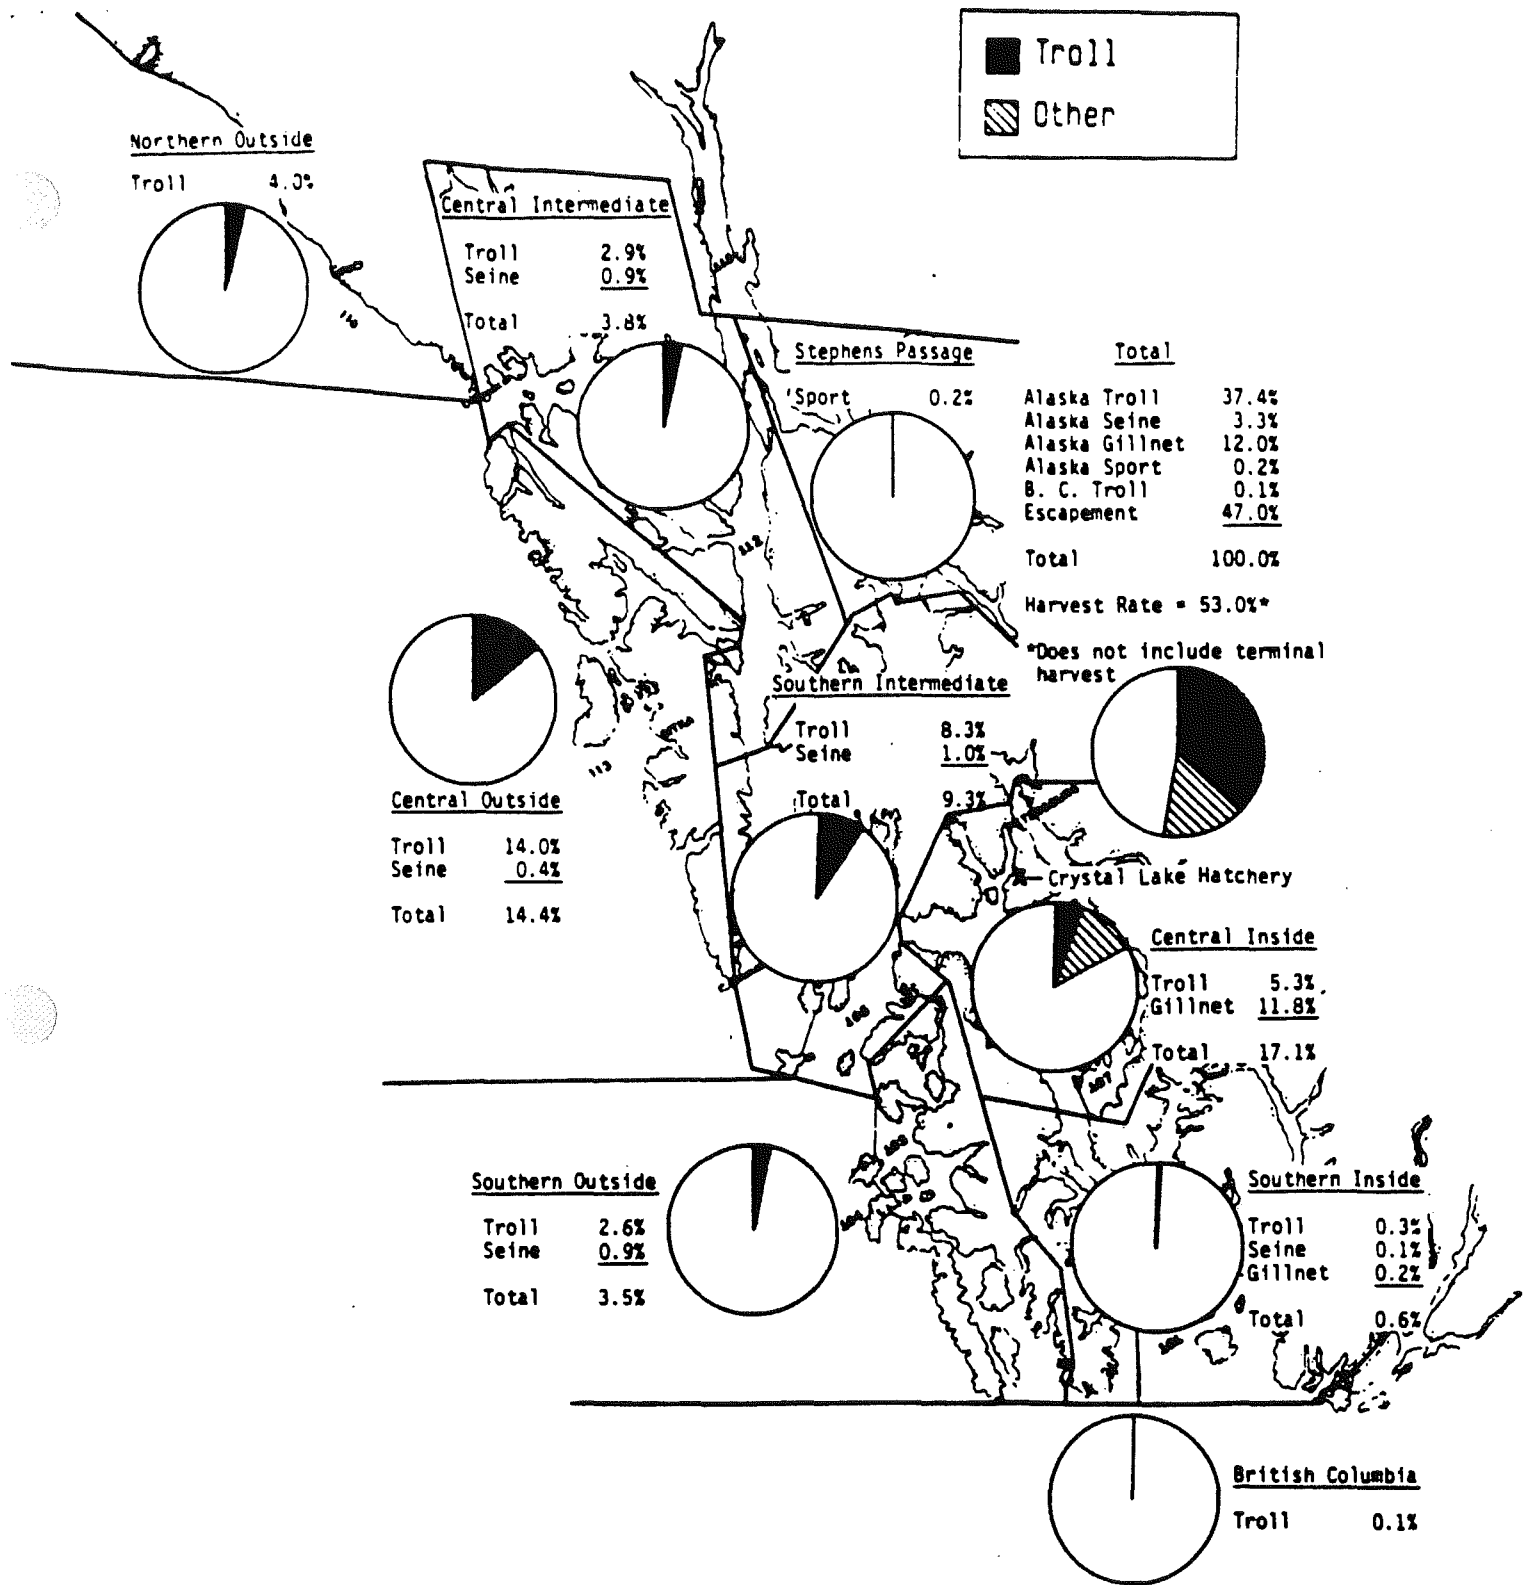 Troll
Other
Northern Outside
Troll 4.0%
Central Intermediate
Troll 2.9%
Seine 0.9%
Total 3.8%
Stephens Passage
Sport 0.2%
Total
Alaska Troll 37.4%
Alaska Seine 3.3%
Alaska Gillnet 12.0%
Alaska Sport 0.2%
B. C. Troll 0.1%
Escapement 47.0%
Total 100.0%
Harvest Rate = 53.0%*
*Does not include terminal
harvest
Southern Intermediate
Troll 8.3%
Seine 1.0%
Total 9.3%
Central Outside
Troll 14.0%
Seine 0.4%
Total 14.4%
Crystal Lake Hatchery
Central Inside
Troll 5.3%
Gillnet 11.8%
Total 17.1%
Southern Outside
Troll 2.6%
Seine 0.9%
Total 3.5%
Southern Inside
Troll 0.3%
Seine 0.1%
Gillnet 0.2%
Total 0.6%
British Columbia
Troll 0.1%
112
113
107